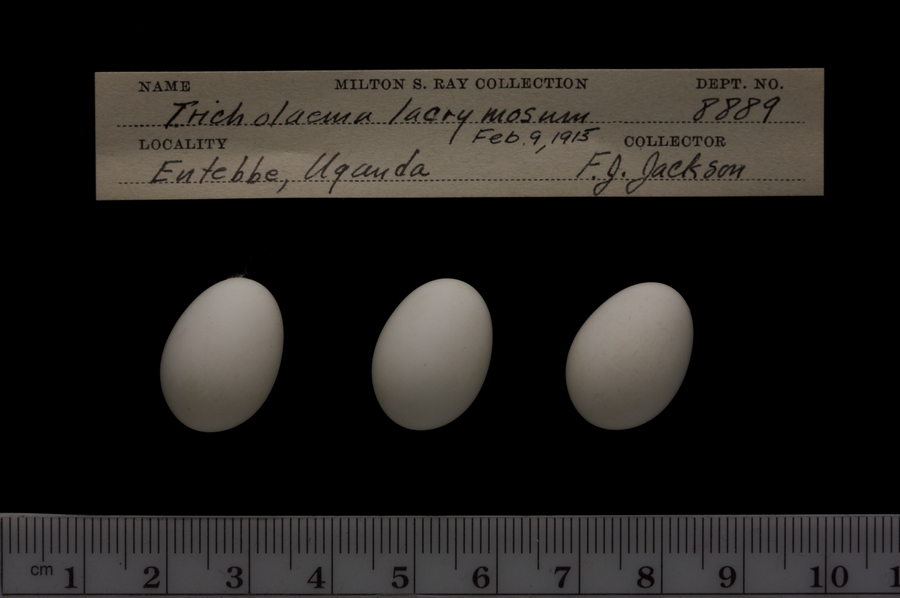 NAME MILTON S. RAY COLLECTION DEPT. NO.
Tricholaema lacrymosum 8889
LOCALITY Feb. 9, 1915 COLLECTOR
Entebbe, Uganda F. J. Jackson
cm 1 2 3 4 5 6 7 8 9 10 1